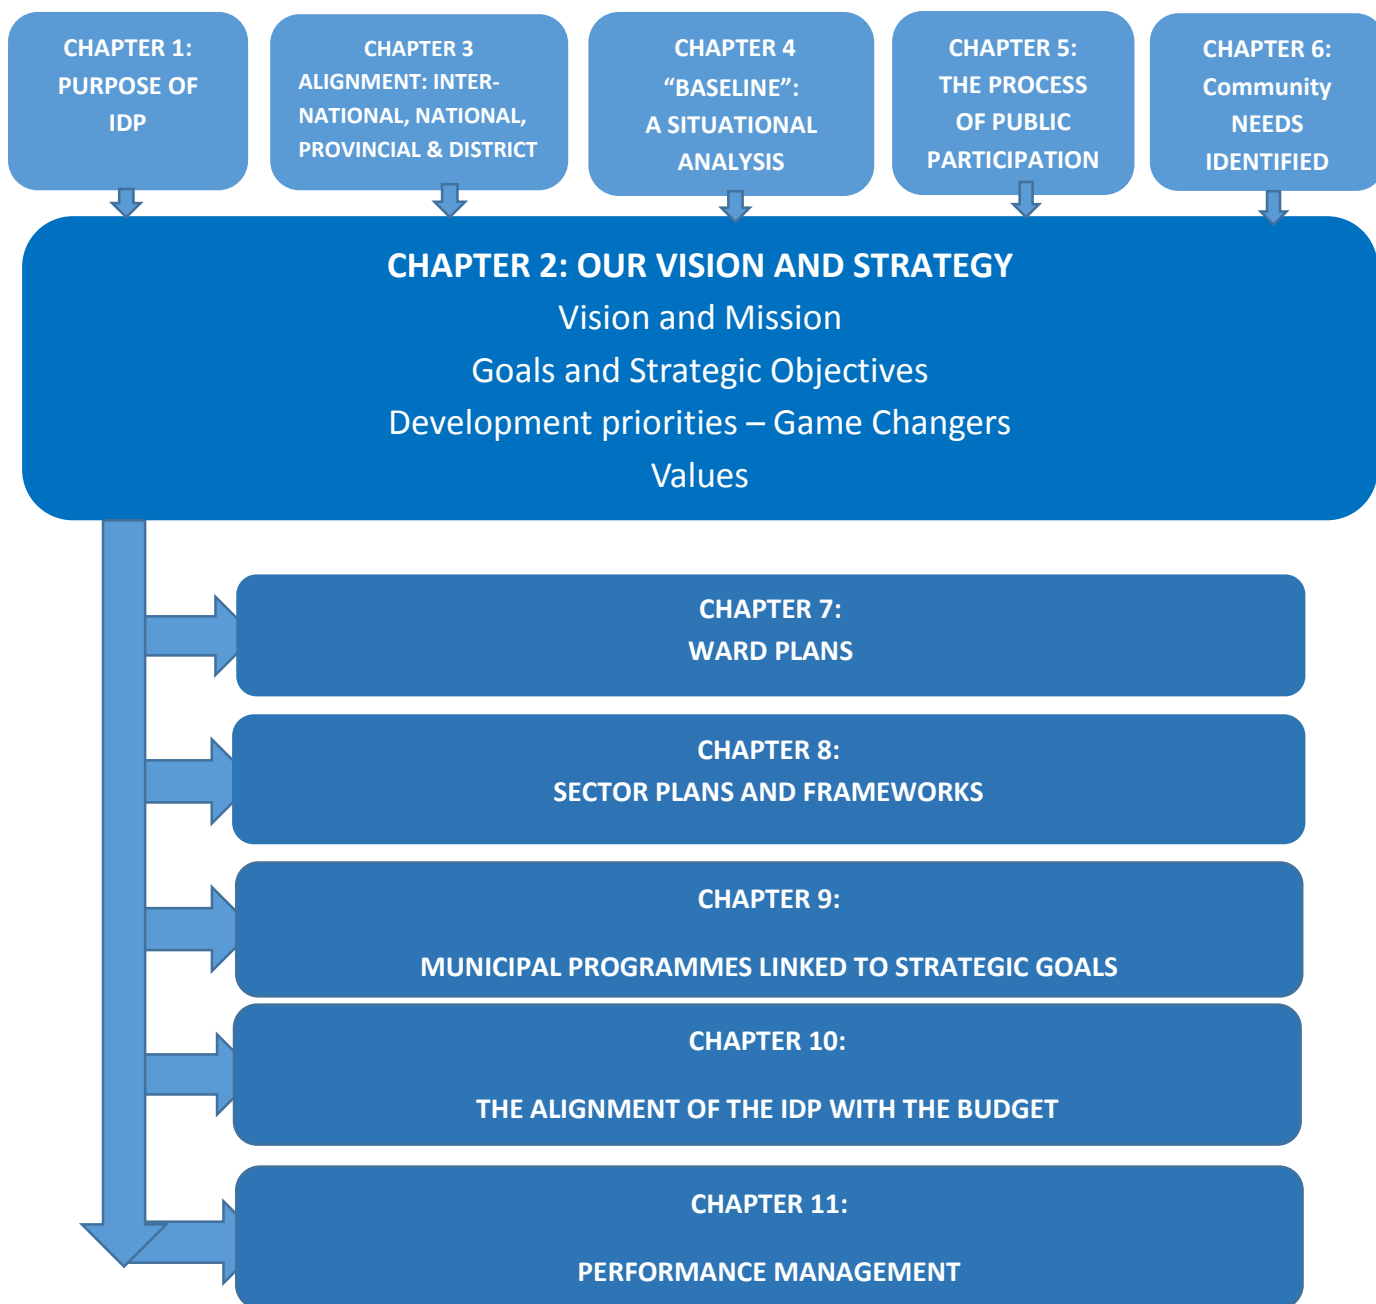 CHAPTER 1:
PURPOSE OF
IDP
CHAPTER 3
ALIGNMENT: INTER-
NATIONAL, NATIONAL,
PROVINCIAL & DISTRICT
CHAPTER 4
“BASELINE”:
A SITUATIONAL
ANALYSIS
CHAPTER 5:
THE PROCESS
OF PUBLIC
PARTICIPATION
CHAPTER 6:
Community
NEEDS
IDENTIFIED
CHAPTER 2: OUR VISION AND STRATEGY
Vision and Mission
Goals and Strategic Objectives
Development priorities – Game Changers
Values
CHAPTER 7:
WARD PLANS
CHAPTER 8:
SECTOR PLANS AND FRAMEWORKS
CHAPTER 9:
MUNICIPAL PROGRAMMES LINKED TO STRATEGIC GOALS
CHAPTER 10:
THE ALIGNMENT OF THE IDP WITH THE BUDGET
CHAPTER 11:
PERFORMANCE MANAGEMENT